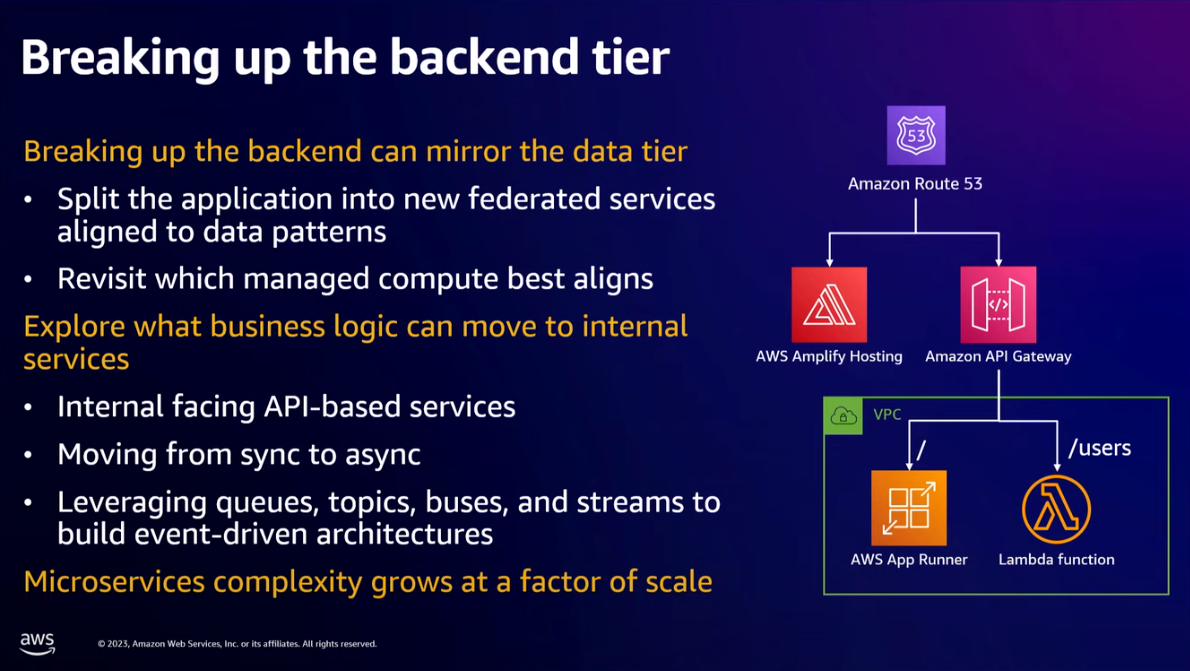 Breaking up the backend tier
Breaking up the backend can mirror the data tier
• Split the application into new federated services
aligned to data patterns
• Revisit which managed compute best aligns
Explore what business logic can move to internal
services
• Internal facing API-based services
• Moving from sync to async
• Leveraging queues, topics, buses, and streams to
build event-driven architectures
Microservices complexity grows at a factor of scale
53
Amazon Route 53
AWS Amplify Hosting
</>
Amazon API Gateway
VPC
/
/users
AWS App Runner
Lambda function
aws
© 2023, Amazon Web Services, Inc. or its affiliates. All rights reserved.